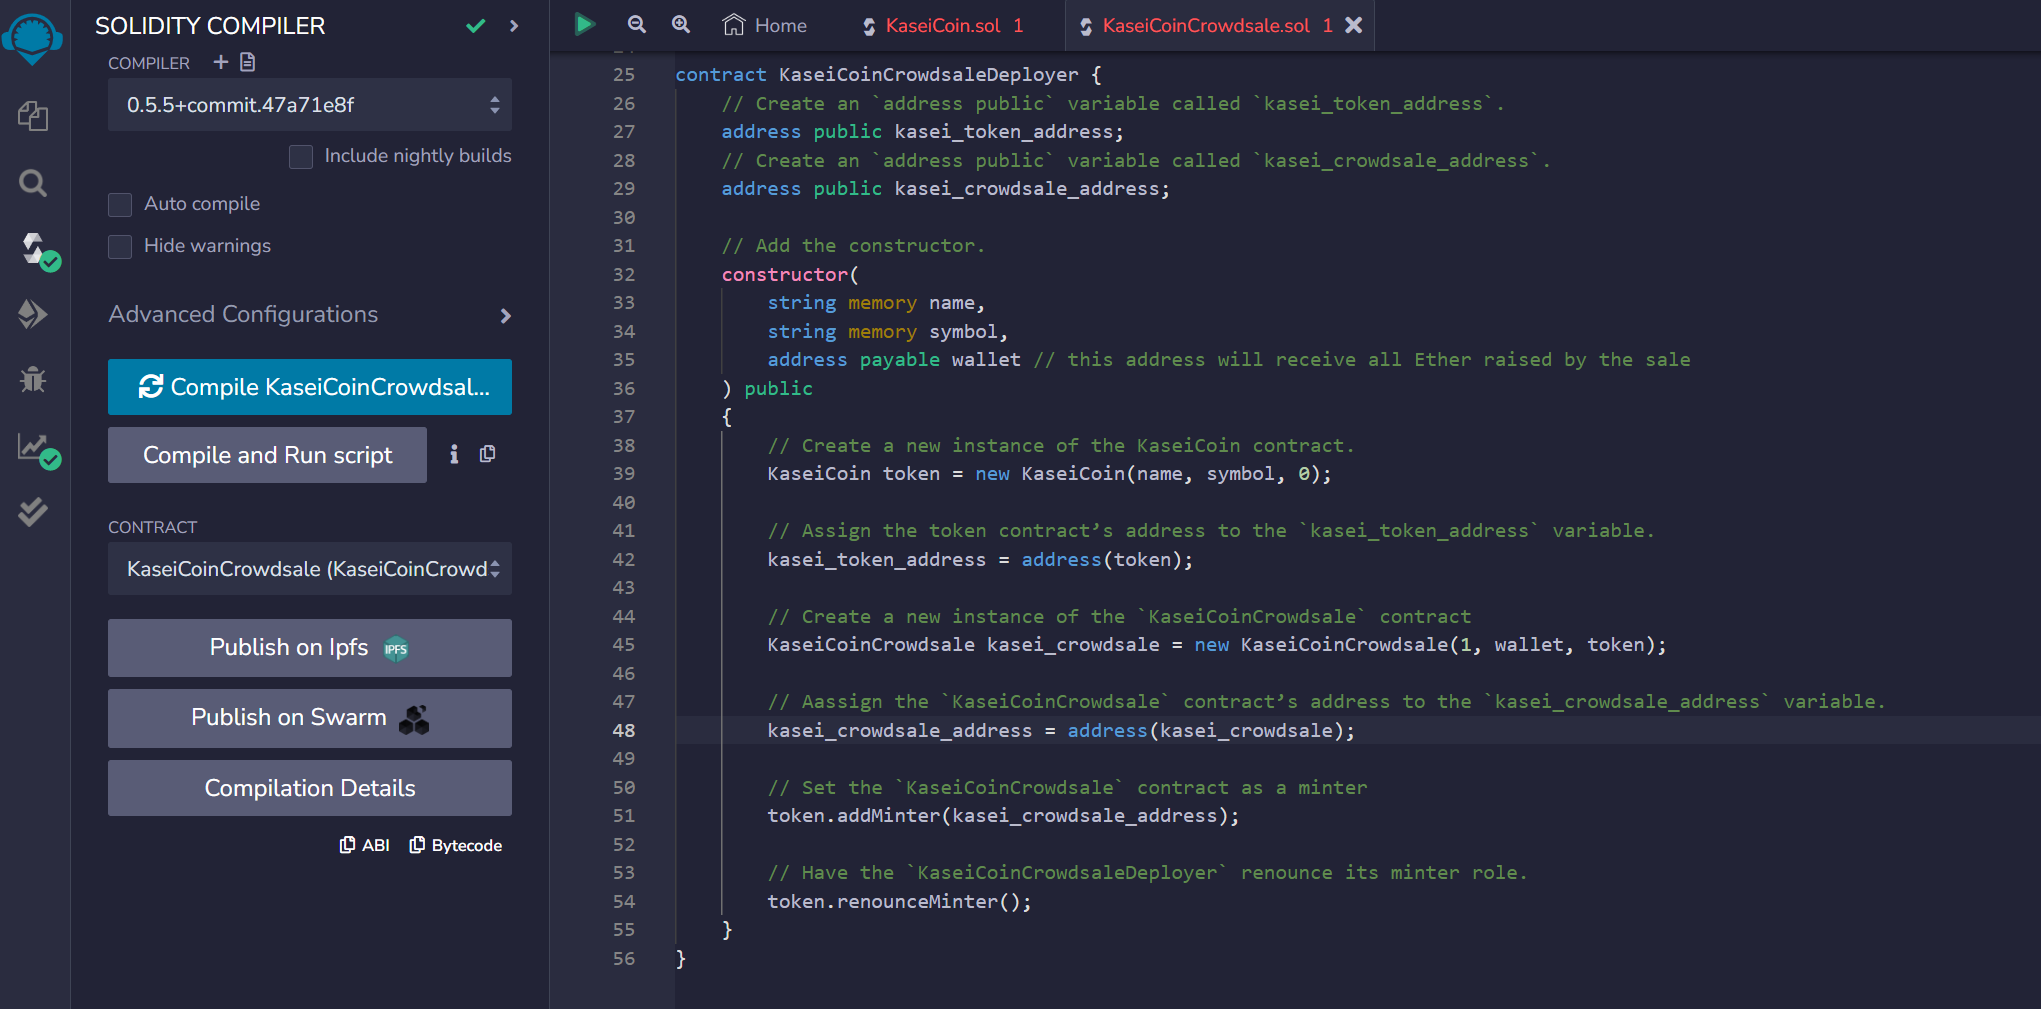 SOLIDITY COMPILER
COMPILER
0.5.5+commit.47a71e8f
Include nightly builds
Auto compile
Hide warnings
Advanced Configurations
Compile KaseiCoinCrowdsal...
Compile and Run script
CONTRACT
KaseiCoinCrowdsale (KaseiCoinCrowd
Publish on Ipfs IPFS
Publish on Swarm
Compilation Details
ABI Bytecode
Home KaseiCoin.sol 1 KaseiCoinCrowdsale.sol 1
25 contract KaseiCoinCrowdsaleDeployer {
26 // Create an `address public` variable called `kasei_token_address`.
27 address public kasei_token_address;
28 // Create an `address public` variable called `kasei_crowdsale_address`.
29 address public kasei_crowdsale_address;
30
31 // Add the constructor.
32 constructor(
33 string memory name,
34 string memory symbol,
35 address payable wallet // this address will receive all Ether raised by the sale
36 ) public
37 {
38 // Create a new instance of the KaseiCoin contract.
39 KaseiCoin token = new KaseiCoin(name, symbol, 0);
40
41 // Assign the token contract’s address to the `kasei_token_address` variable.
42 kasei_token_address = address(token);
43
44 // Create a new instance of the `KaseiCoinCrowdsale` contract
45 KaseiCoinCrowdsale kasei_crowdsale = new KaseiCoinCrowdsale(1, wallet, token);
46
47 // Aassign the `KaseiCoinCrowdsale` contract’s address to the `kasei_crowdsale_address` variable.
48 kasei_crowdsale_address = address(kasei_crowdsale);
49
50 // Set the `KaseiCoinCrowdsale` contract as a minter
51 token.addMinter(kasei_crowdsale_address);
52
53 // Have the `KaseiCoinCrowdsaleDeployer` renounce its minter role.
54 token.renounceMinter();
55 }
56 }